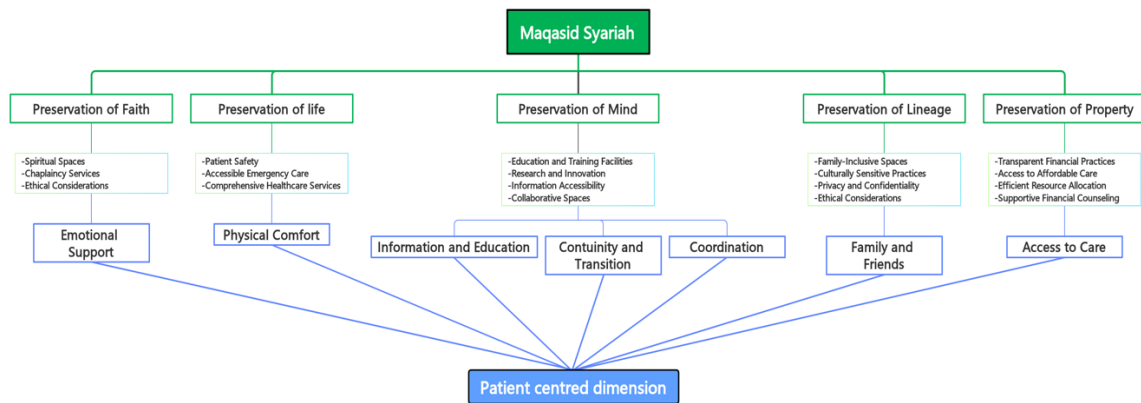 Maqasid Syariah
Preservation of Faith
Preservation of life
Preservation of Mind
Preservation of Lineage
Preservation of Property
-Spiritual Spaces
-Chaplaincy Services
-Ethical Considerations
-Patient Safety
-Accessible Emergency Care
-Comprehensive Healthcare Services
-Education and Training Facilities
-Research and Innovation
-Information Accessibility
-Collaborative Spaces
-Family-Inclusive Spaces
-Culturally Sensitive Practices
-Privacy and Confidentiality
-Ethical Considerations
-Transparent Financial Practices
-Access to Affordable Care
-Efficient Resource Allocation
-Supportive Financial Counseling
Emotional
Support
Physical Comfort
Information and Education
Contuinity and
Transition
Coordination
Family and
Friends
Access to Care
Patient centred dimension